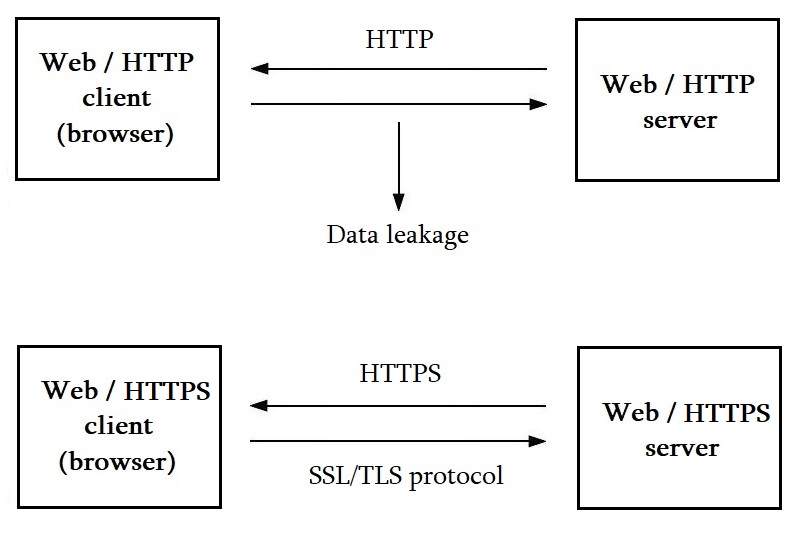 Web / HTTP
client
(browser)
HTTP
Web / HTTP
server
Data leakage
Web / HTTPS
client
(browser)
HTTPS
SSL/TLS protocol
Web / HTTPS
server